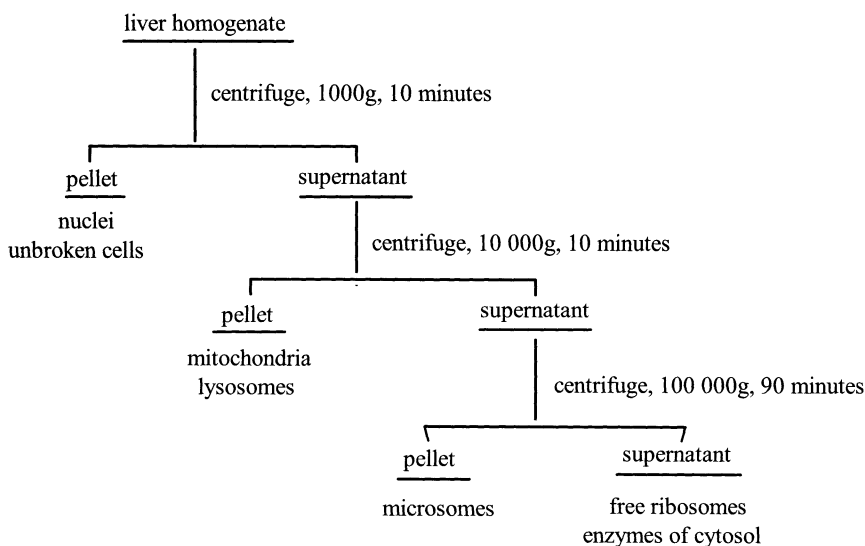 liver homogenate
centrifuge, 1000g, 10 minutes
pellet
supernatant
nuclei
unbroken cells
centrifuge, 10 000g, 10 minutes
pellet
supernatant
mitochondria
lysosomes
centrifuge, 100 000g, 90 minutes
pellet
supernatant
microsomes
free ribosomes
enzymes of cytosol